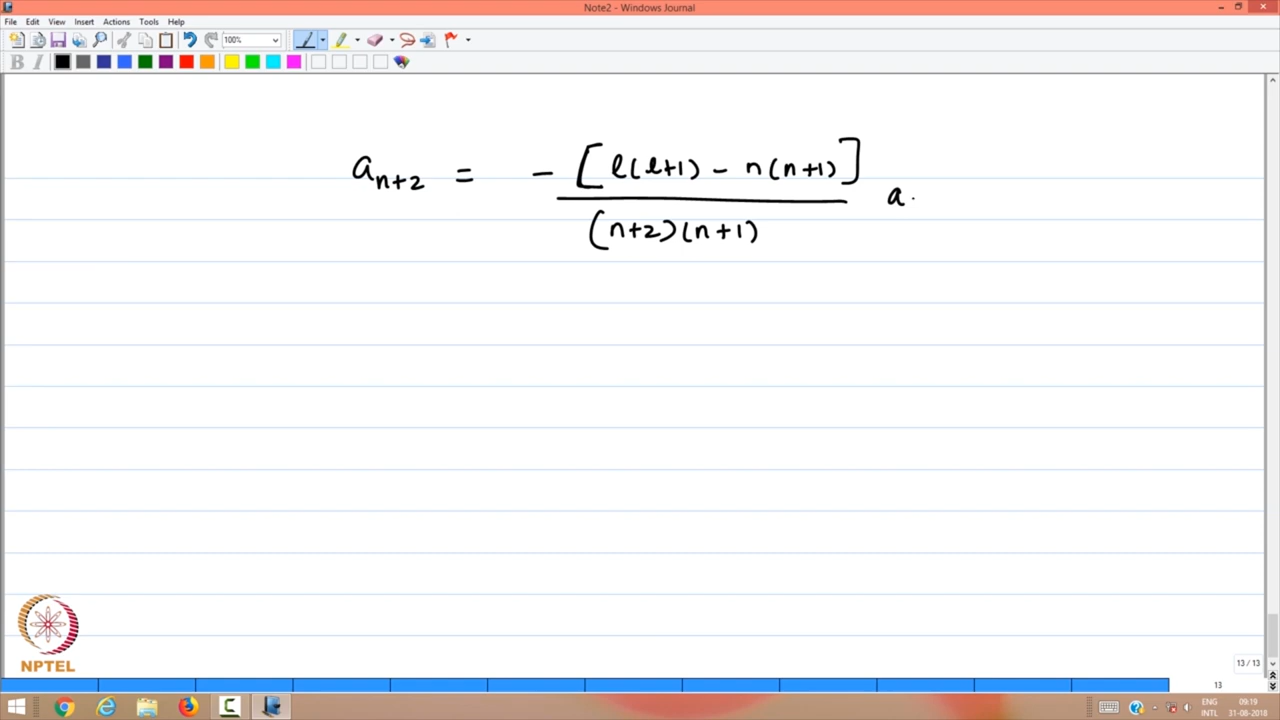 Note2 - Windows Journal
File Edit View Insert Actions Tools Help
100%
B I
a_{n+2} = - [l(l+1) - n(n+1)] / (n+2)(n+1) a.
NPTEL
13 / 13
13
ENG 09:19
INTL 31-08-2018